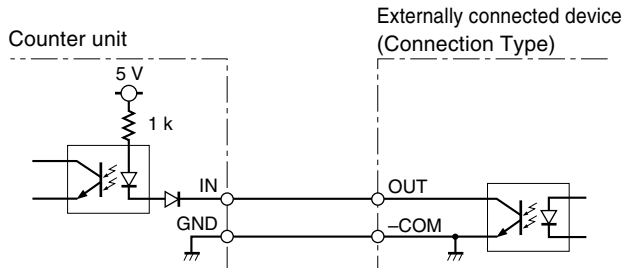 Externally connected device
Counter unit
(Connection Type)
5 V
1 k
IN
OUT
GND
–COM